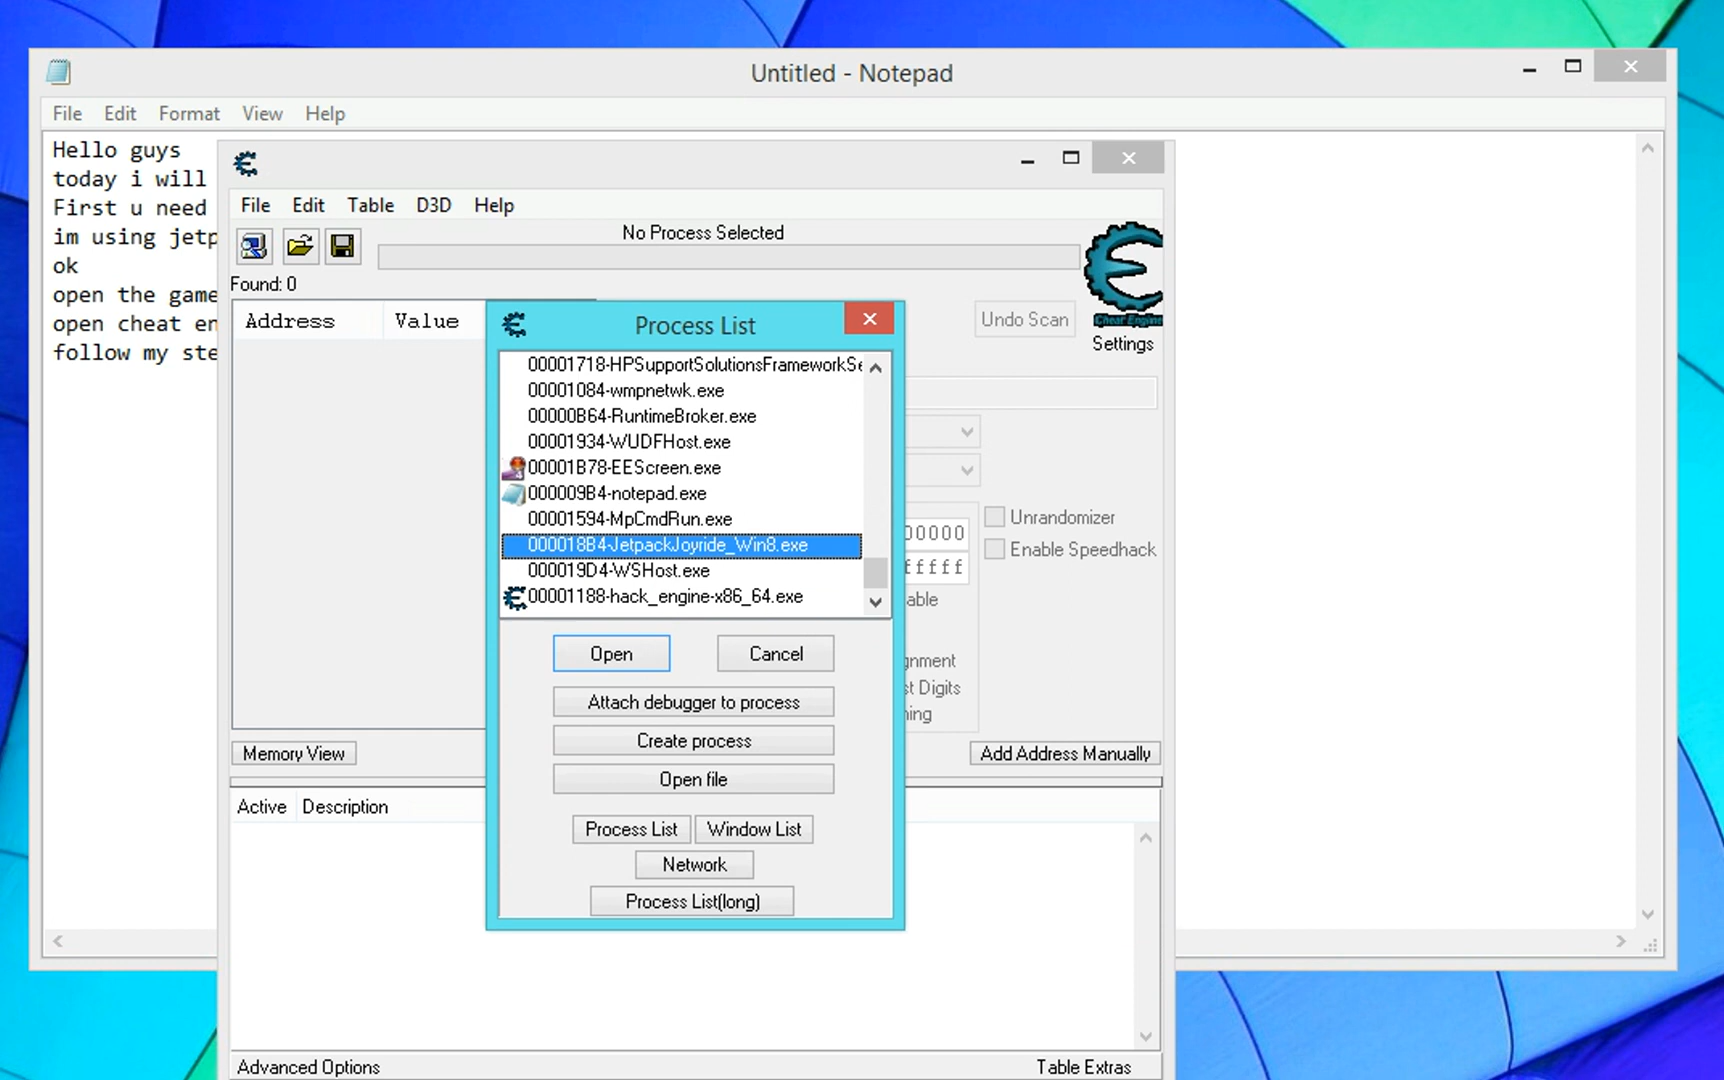 Untitled - Notepad
File Edit Format View Help
Hello guys
today i will
First u need
im using jetp
ok
open the game
open cheat en
follow my ste
File Edit Table D3D Help
No Process Selected
Found: 0
Address Value
Undo Scan
Cheat Engine
Settings
Process List
00001718-HPSupportSolutionsFrameworkSe
00001084-wmpnetwk.exe
00000B64-RuntimeBroker.exe
00001934-WUDFHost.exe
00001B78-EEScreen.exe
000009B4-notepad.exe
00001594-MpCmdRun.exe
000018B4-JetpackJoyride_Win8.exe
000019D4-WSHost.exe
00001188-hack_engine-x86_64.exe
Open Cancel
Attach debugger to process
Create process
Open file
Process List Window List
Network
Process List(long)
00000
fffff
Unrandomizer
Enable Speedhack
able
gnment
st Digits
ing
Memory View
Add Address Manually
Active Description
Advanced Options
Table Extras